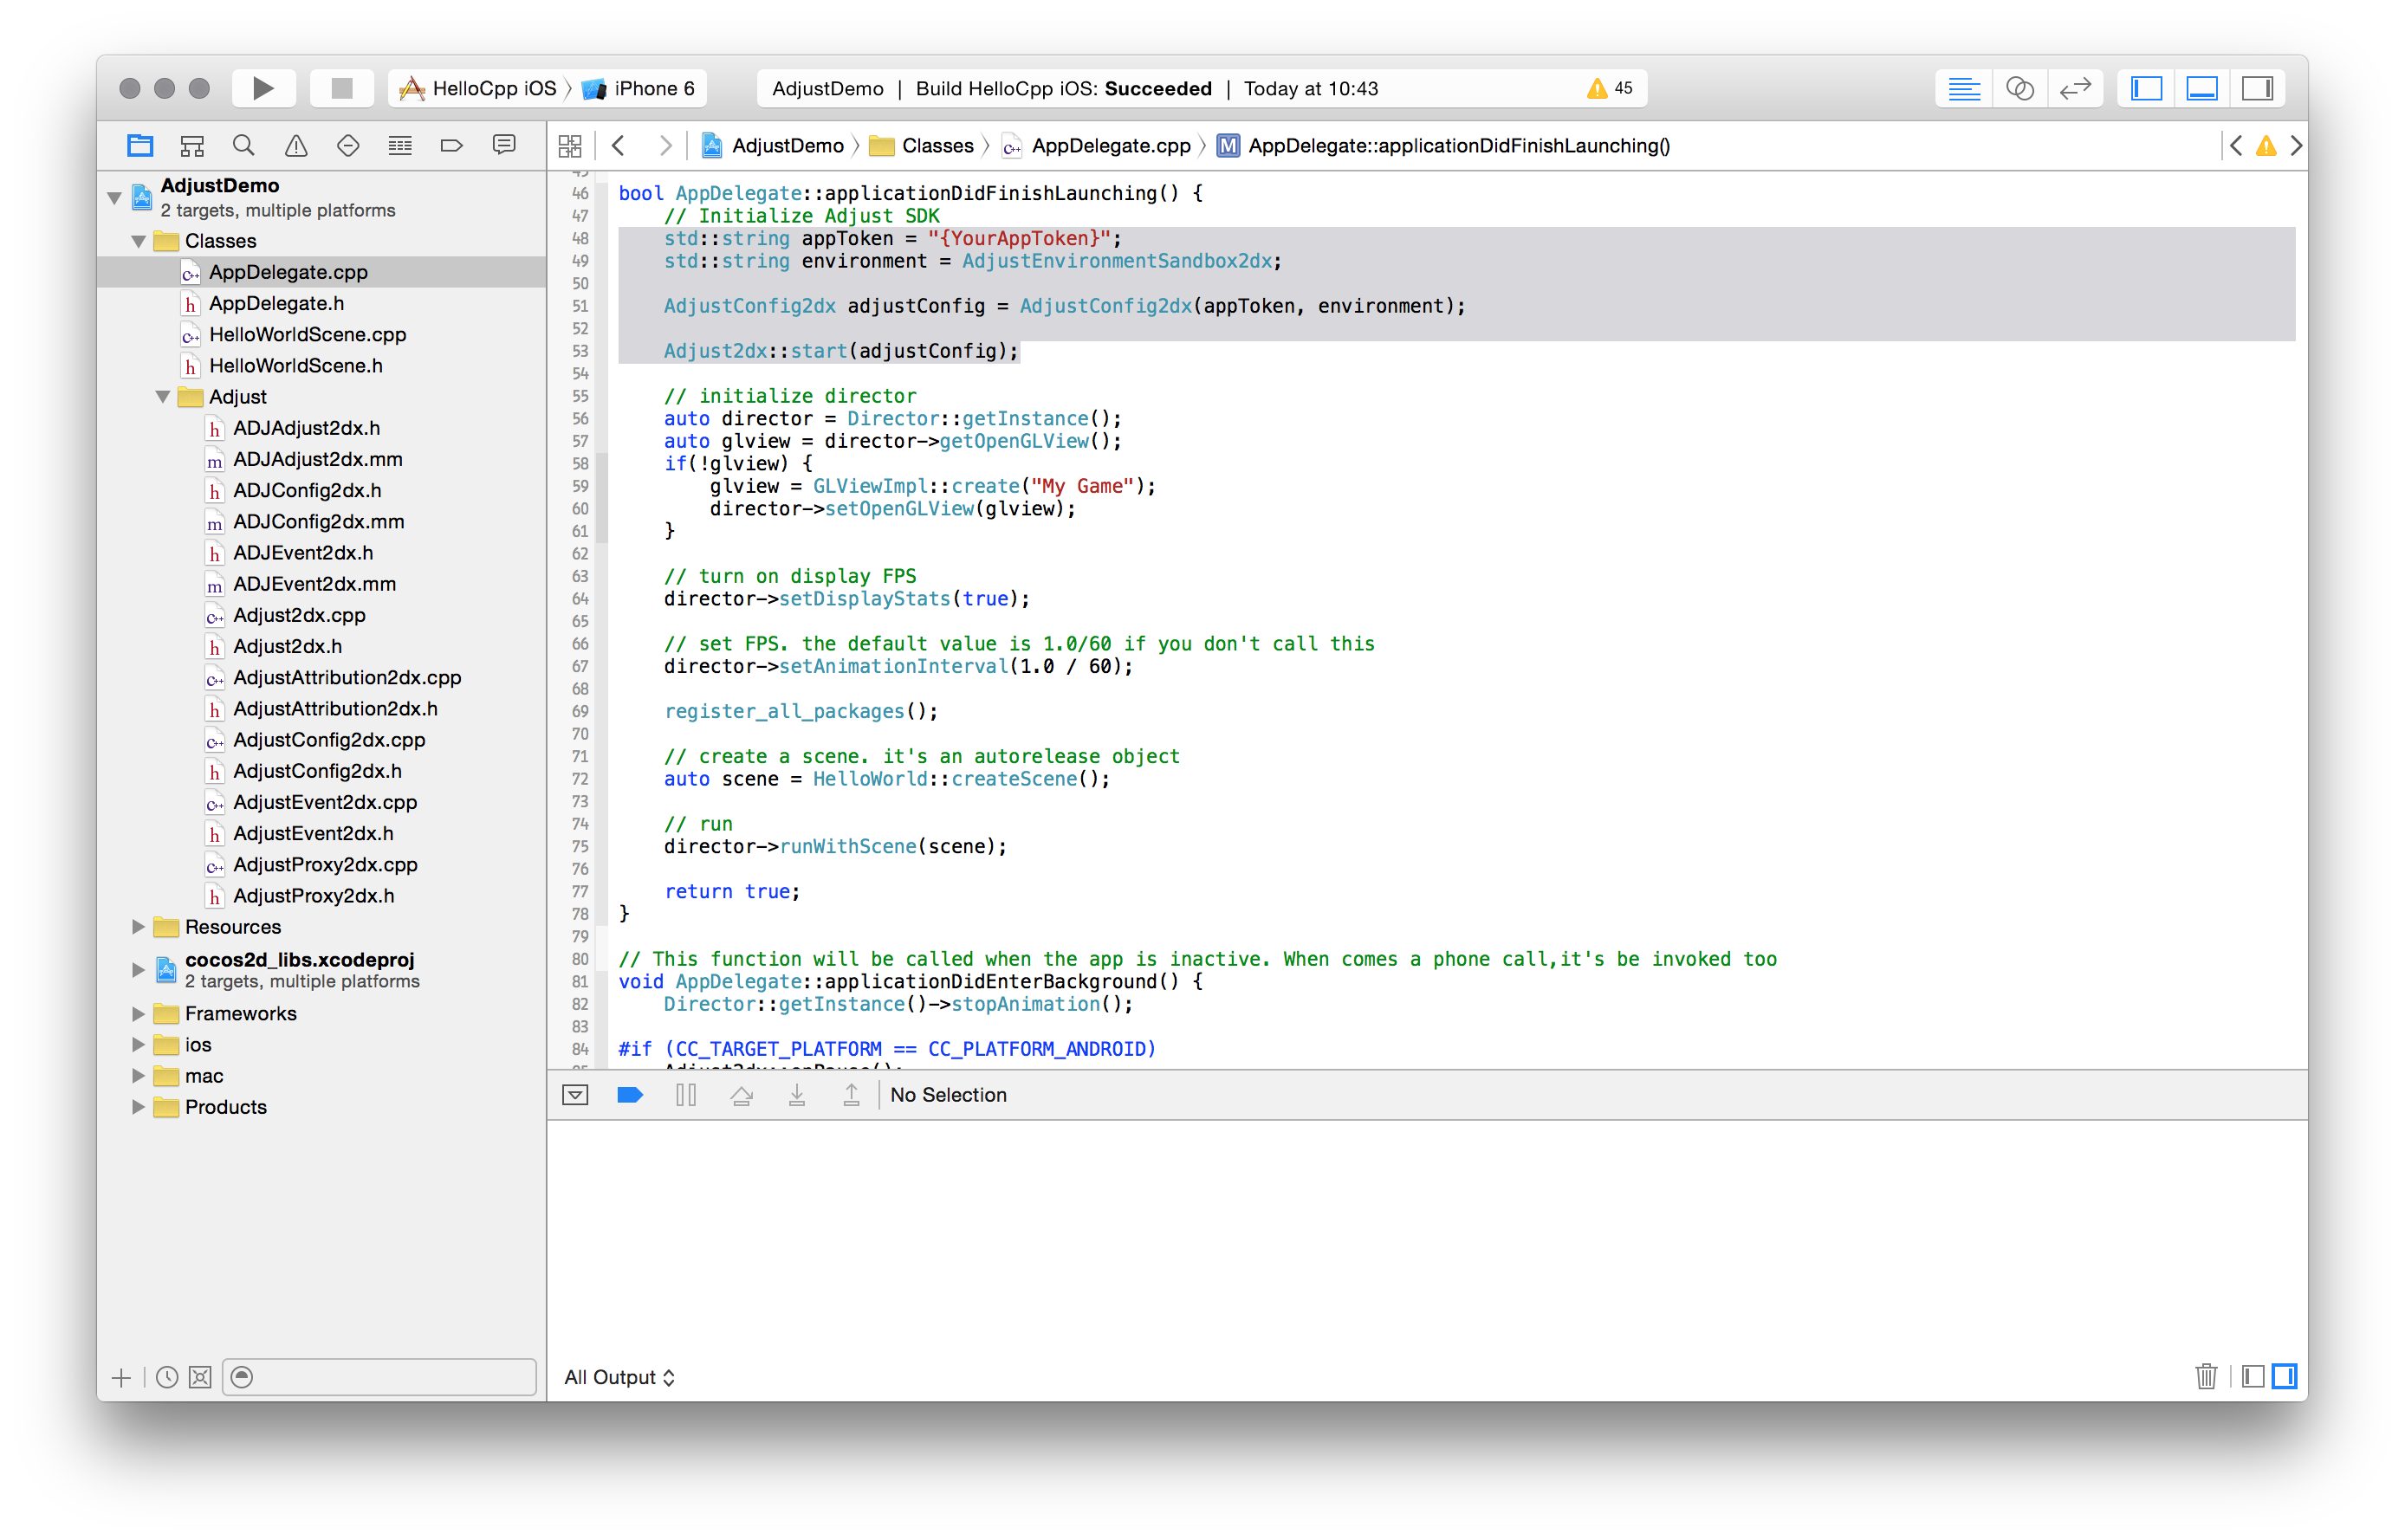 HelloCpp iOS
iPhone 6
AdjustDemo | Build HelloCpp iOS: Succeeded | Today at 10:43
45
AdjustDemo
Classes
AppDelegate.cpp
M
AppDelegate::applicationDidFinishLaunching()
AdjustDemo
2 targets, multiple platforms
Classes
AppDelegate.cpp
AppDelegate.h
HelloWorldScene.cpp
HelloWorldScene.h
Adjust
ADJAdjust2dx.h
ADJAdjust2dx.mm
ADJConfig2dx.h
ADJConfig2dx.mm
ADJEvent2dx.h
ADJEvent2dx.mm
Adjust2dx.cpp
Adjust2dx.h
AdjustAttribution2dx.cpp
AdjustAttribution2dx.h
AdjustConfig2dx.cpp
AdjustConfig2dx.h
AdjustEvent2dx.cpp
AdjustEvent2dx.h
AdjustProxy2dx.cpp
AdjustProxy2dx.h
Resources
cocos2d_libs.xcodeproj
2 targets, multiple platforms
Frameworks
ios
mac
Products
46 bool AppDelegate::applicationDidFinishLaunching() {
47 // Initialize Adjust SDK
48 std::string appToken = "{YourAppToken}";
49 std::string environment = AdjustEnvironmentSandbox2dx;
50
51 AdjustConfig2dx adjustConfig = AdjustConfig2dx(appToken, environment);
52
53 Adjust2dx::start(adjustConfig);
54
55 // initialize director
56 auto director = Director::getInstance();
57 auto glview = director->getOpenGLView();
58 if(!glview) {
59 glview = GLViewImpl::create("My Game");
60 director->setOpenGLView(glview);
61 }
62
63 // turn on display FPS
64 director->setDisplayStats(true);
65
66 // set FPS. the default value is 1.0/60 if you don't call this
67 director->setAnimationInterval(1.0 / 60);
68
69 register_all_packages();
70
71 // create a scene. it's an autorelease object
72 auto scene = HelloWorld::createScene();
73
74 // run
75 director->runWithScene(scene);
76
77 return true;
78 }
79
80 // This function will be called when the app is inactive. When comes a phone call,it's be invoked too
81 void AppDelegate::applicationDidEnterBackground() {
82 Director::getInstance()->stopAnimation();
83
84 #if (CC_TARGET_PLATFORM == CC_PLATFORM_ANDROID)
No Selection
All Output